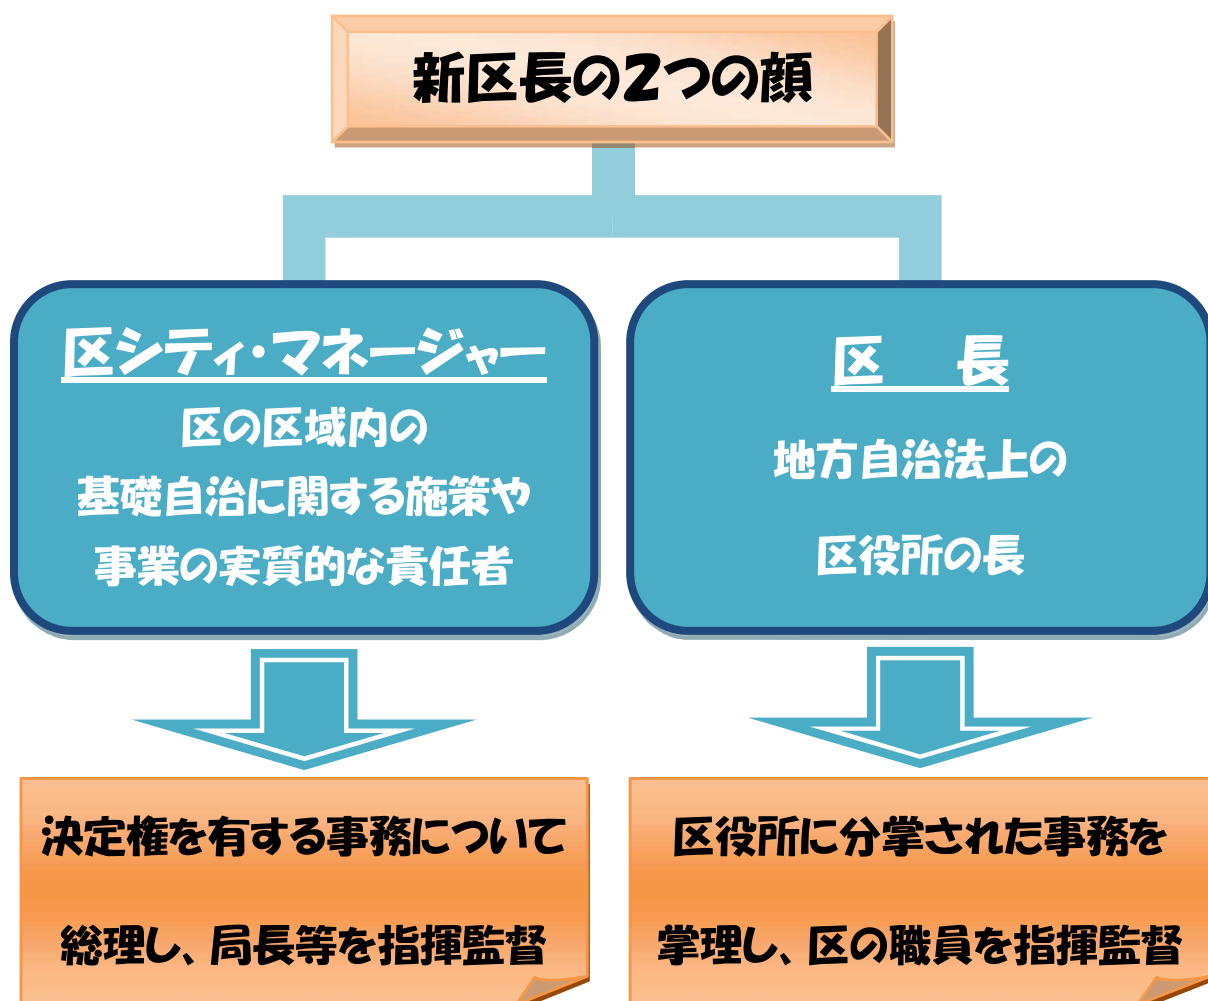 新区長の2つの顔
区シティ・マネージャー
区の区域内の
基礎自治に関する施策や
事業の実質的な責任者
区　長
地方自治法上の
区役所の長
決定権を有する事務について
総理し、局長等を指揮監督
区役所に分掌された事務を
掌理し、区の職員を指揮監督